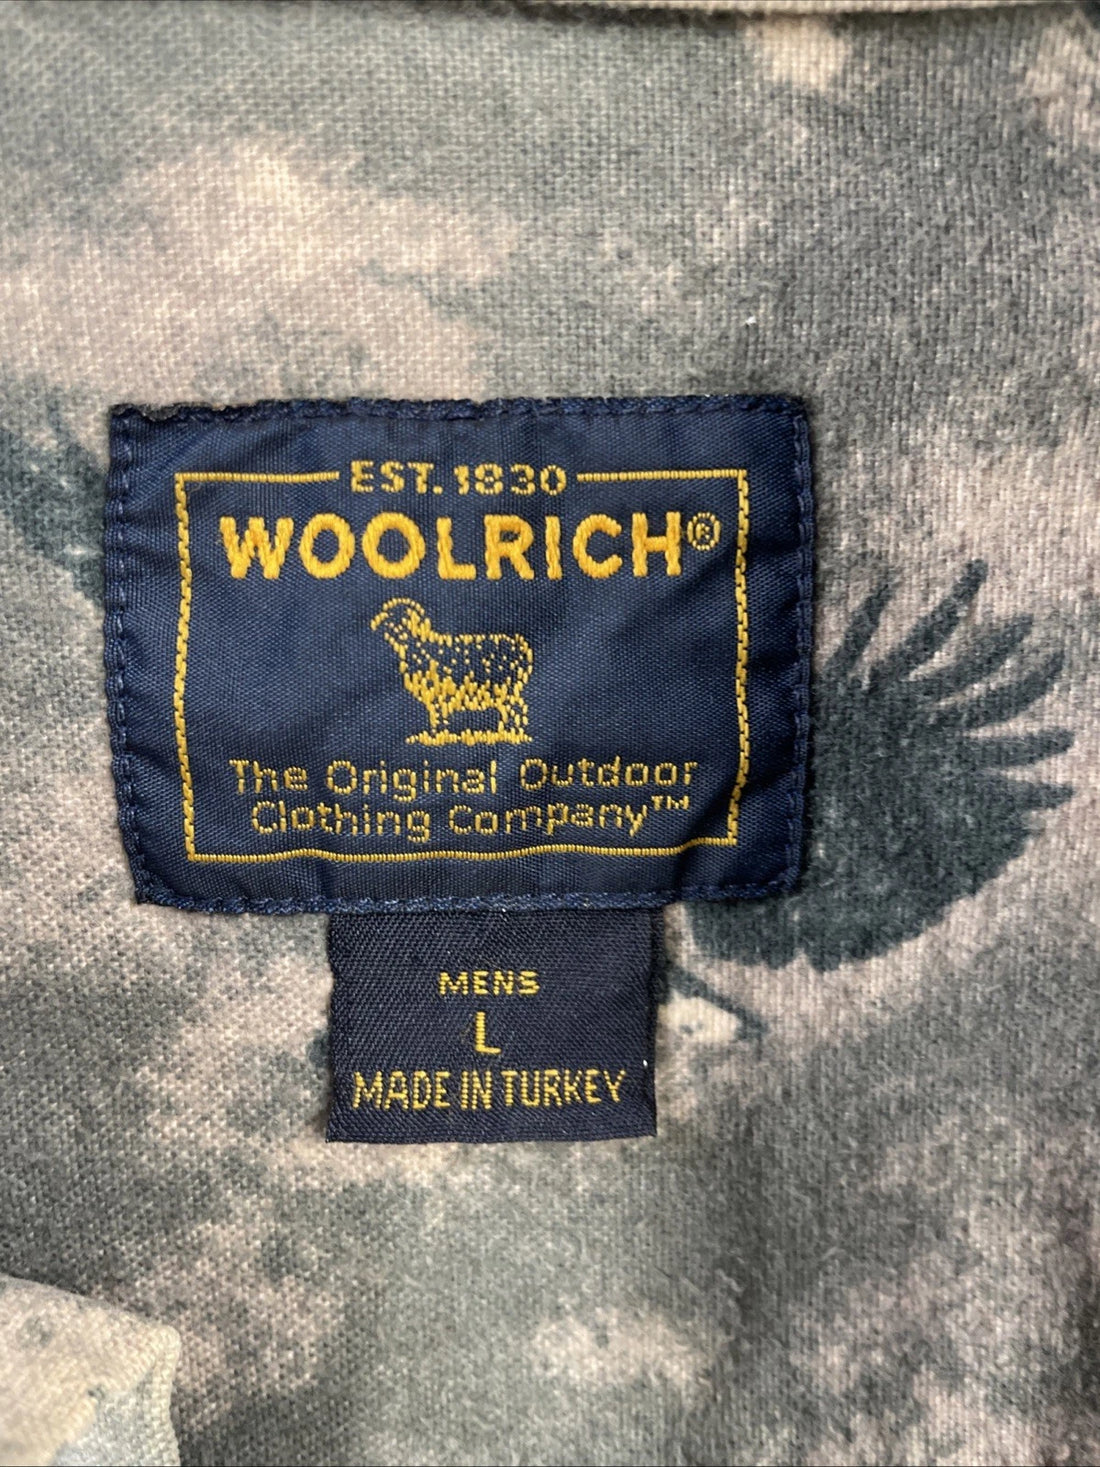 EST. 1830
WOOLRICH®
The Original Outdoor
Clothing Company™
MENS
L
MADE IN TURKEY